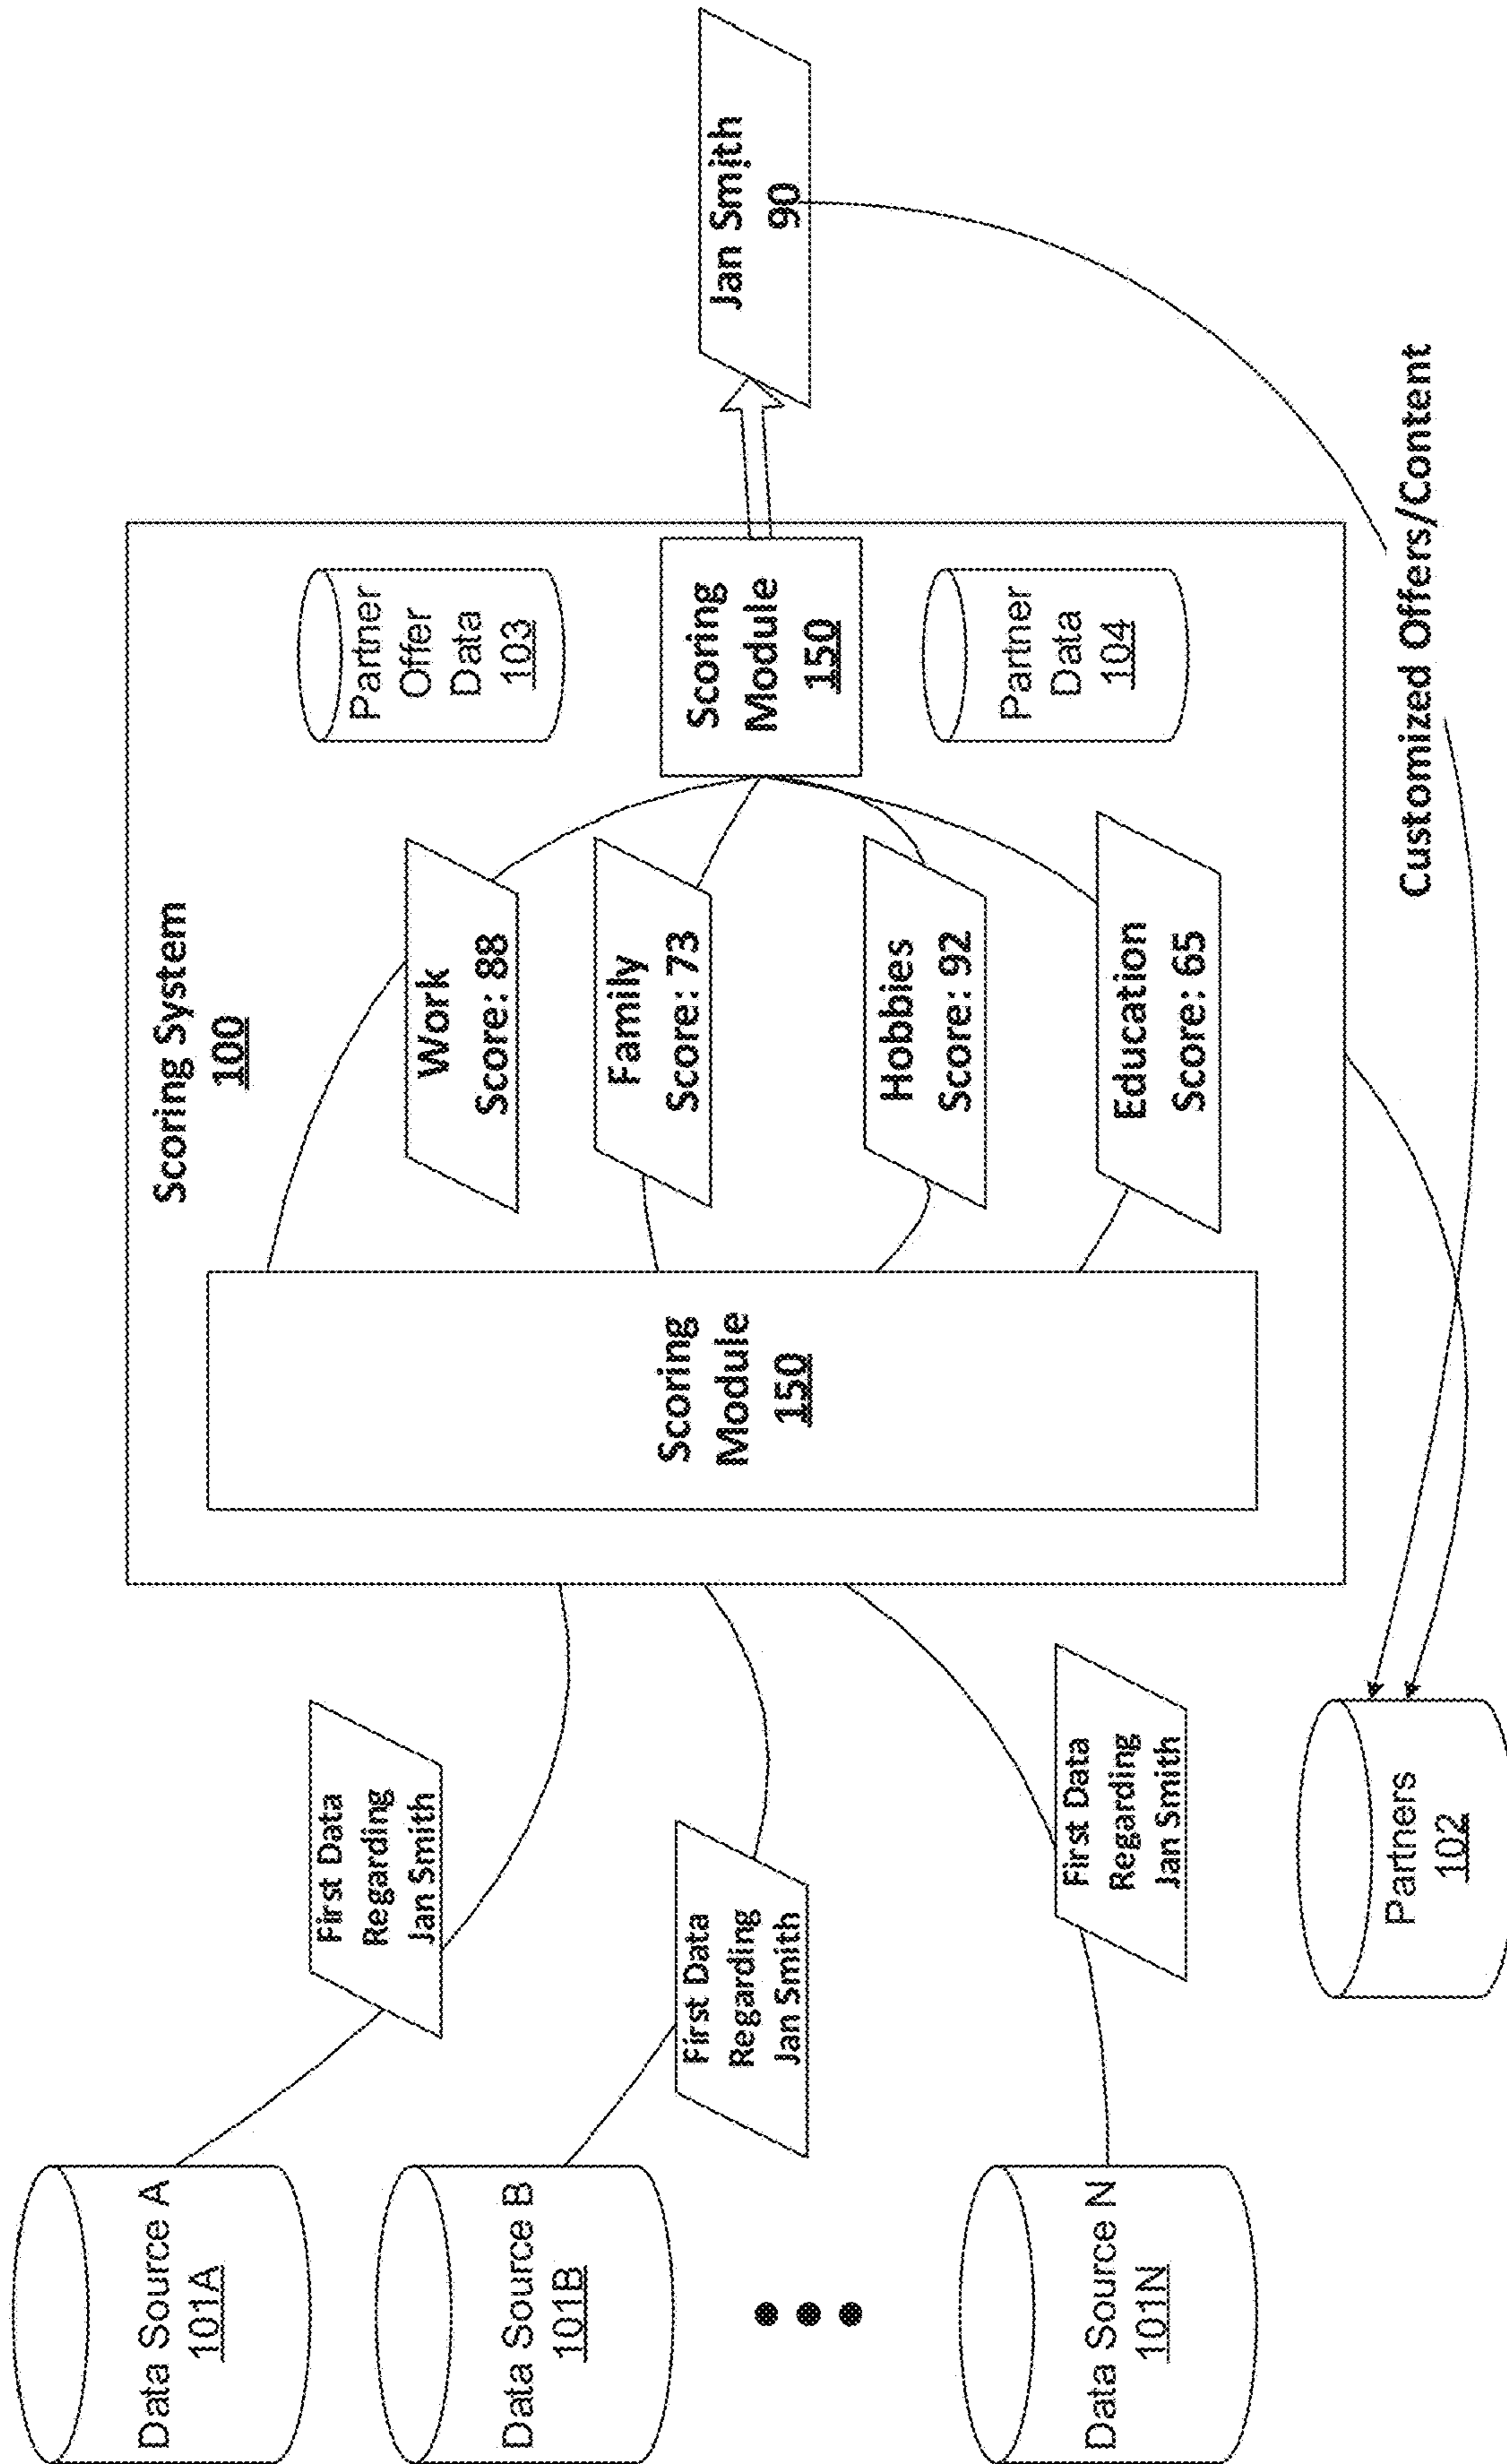 Data Source A
101A
Data Source B
101B
Data Source N
101N
First Data
Regarding
Jan Smith
First Data
Regarding
Jan Smith
First Data
Regarding
Jan Smith
Partners
102
Scoring System
100
Scoring
Module
150
Work
Score: 88
Family
Score: 73
Hobbies
Score: 92
Education
Score: 65
Partner
Offer
Data
103
Scoring
Module
150
Partner
Data
104
Jan Smith
90
Customized Offers/Content